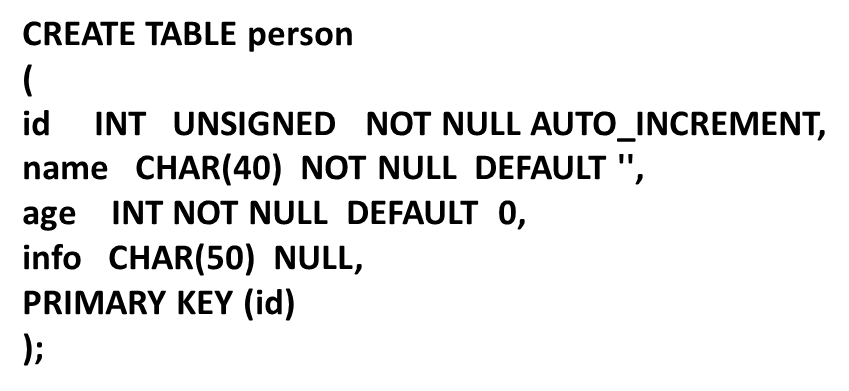 CREATE TABLE person
(
id INT UNSIGNED NOT NULL AUTO_INCREMENT,
name CHAR(40) NOT NULL DEFAULT '',
age INT NOT NULL DEFAULT 0,
info CHAR(50) NULL,
PRIMARY KEY (id)
);